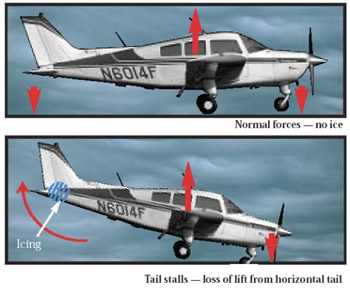 N6014F
Normal forces — no ice
N6014F
Icing
Tail stalls — loss of lift from horizontal tail